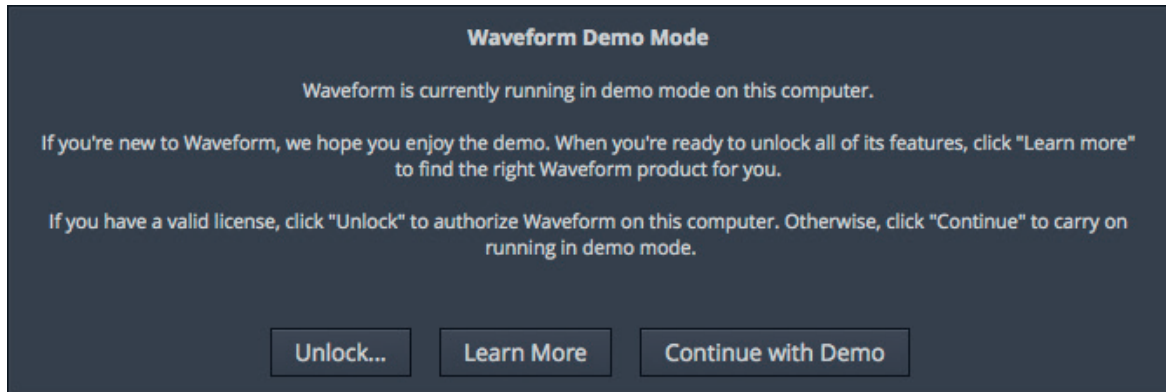 Waveform Demo Mode
Waveform is currently running in demo mode on this computer.
If you're new to Waveform, we hope you enjoy the demo. When you're ready to unlock all of its features, click "Learn more"
to find the right Waveform product for you.
If you have a valid license, click "Unlock" to authorize Waveform on this computer. Otherwise, click "Continue" to carry on
running in demo mode.
Unlock...
Learn More
Continue with Demo